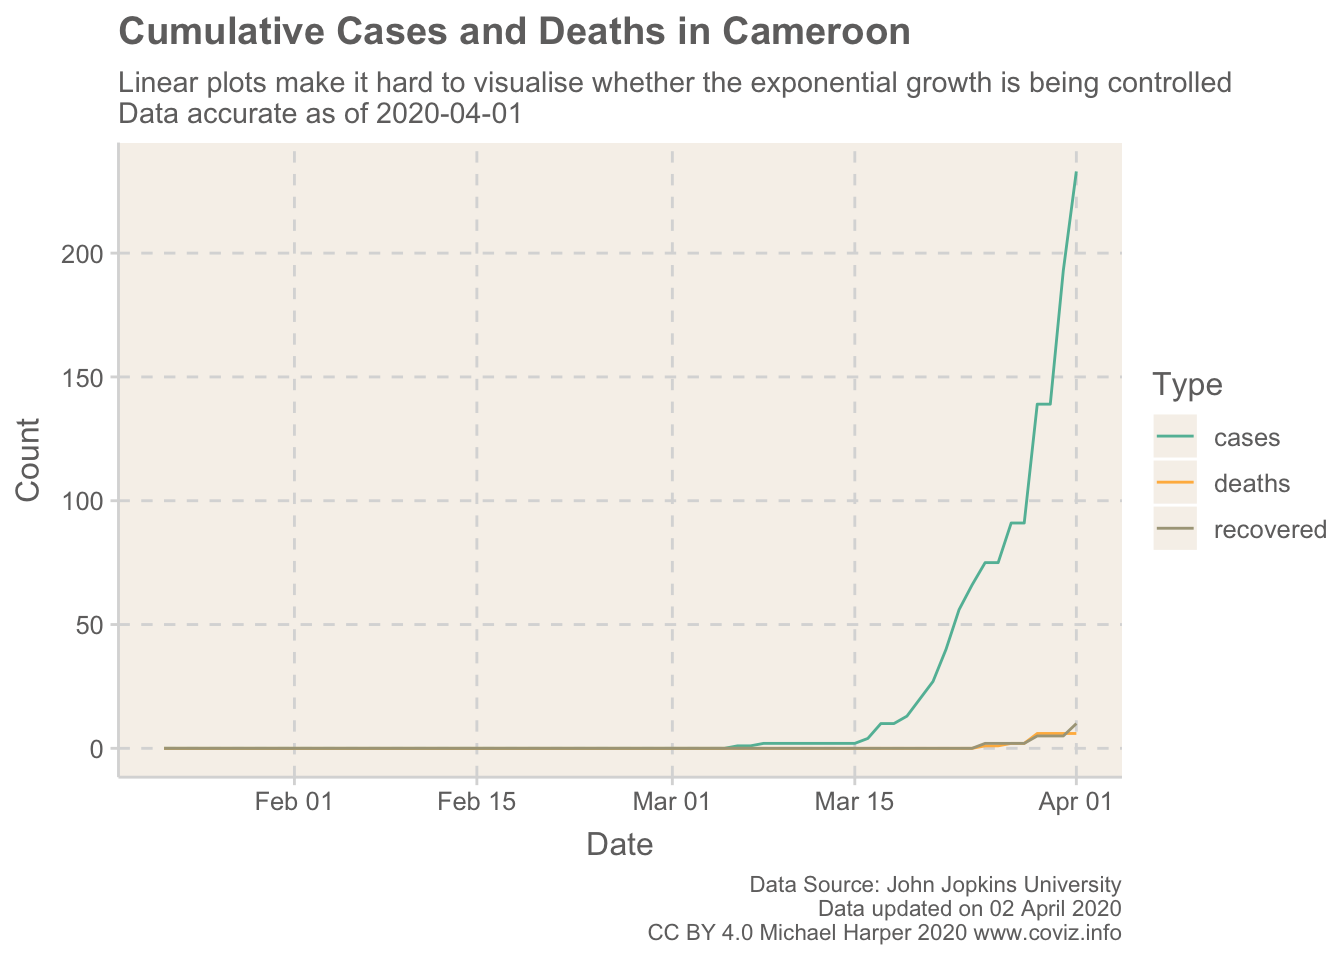 Cumulative Cases and Deaths in Cameroon
Linear plots make it hard to visualise whether the exponential growth is being controlled
Data accurate as of 2020-04-01
200
150
100
50
0
Count
Feb 01
Feb 15
Mar 01
Mar 15
Apr 01
Date
Type
cases
deaths
recovered
Data Source: John Jopkins University
Data updated on 02 April 2020
CC BY 4.0 Michael Harper 2020 www.coviz.info